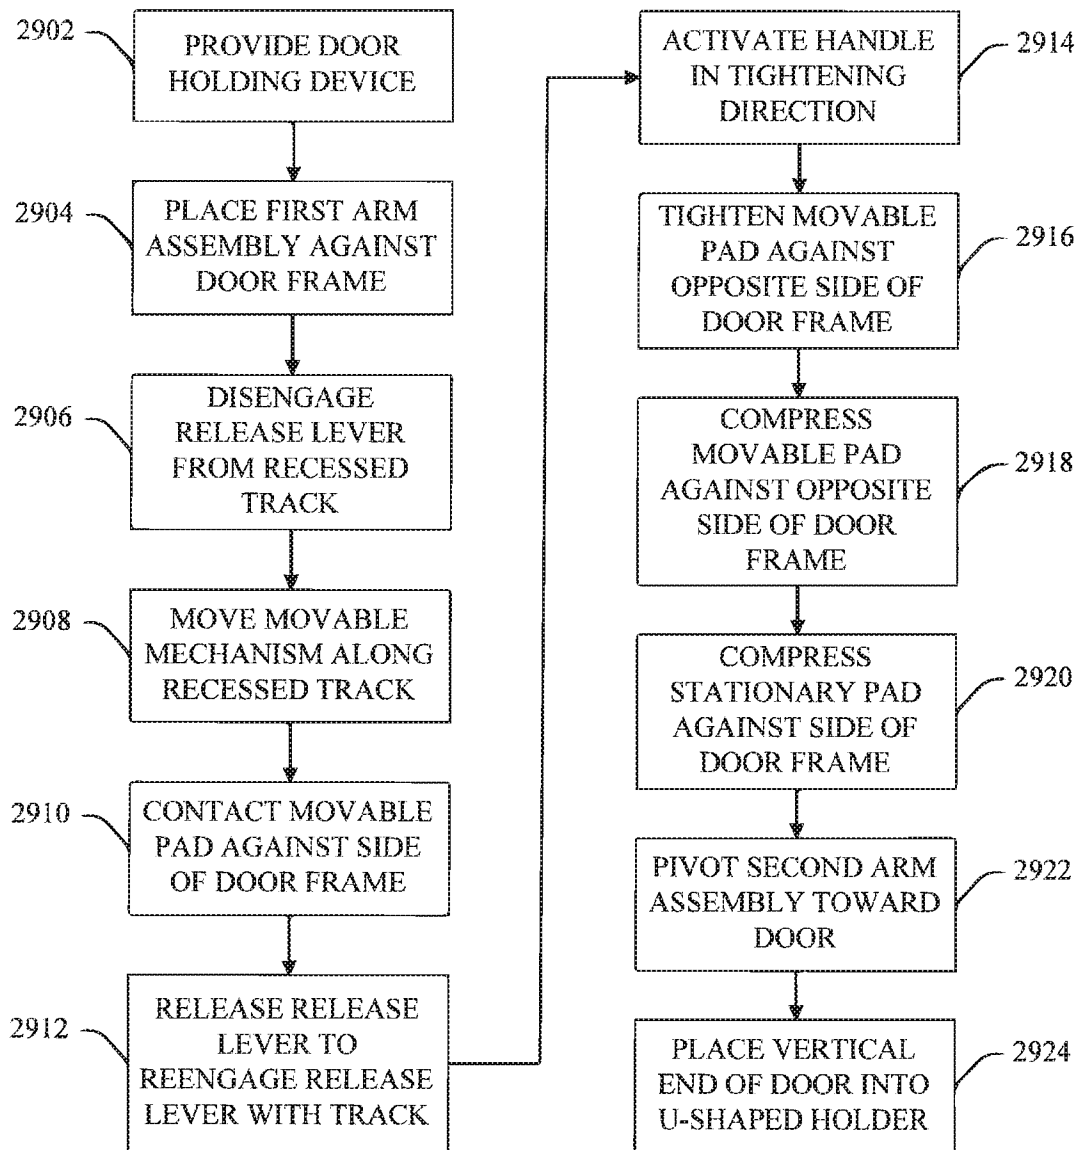 2902
PROVIDE DOOR
HOLDING DEVICE
2904
PLACE FIRST ARM
ASSEMBLY AGAINST
DOOR FRAME
2906
DISENGAGE
RELEASE LEVER
FROM RECESSED
TRACK
2908
MOVE MOVABLE
MECHANISM ALONG
RECESSED TRACK
2910
CONTACT MOVABLE
PAD AGAINST SIDE
OF DOOR FRAME
2912
RELEASE RELEASE
LEVER TO
REENGAGE RELEASE
LEVER WITH TRACK
2914
ACTIVATE HANDLE
IN TIGHTENING
DIRECTION
2916
TIGHTEN MOVABLE
PAD AGAINST
OPPOSITE SIDE OF
DOOR FRAME
2918
COMPRESS
MOVABLE PAD
AGAINST OPPOSITE
SIDE OF DOOR
FRAME
2920
COMPRESS
STATIONARY PAD
AGAINST SIDE OF
DOOR FRAME
2922
PIVOT SECOND ARM
ASSEMBLY TOWARD
DOOR
2924
PLACE VERTICAL
END OF DOOR INTO
U-SHAPED HOLDER